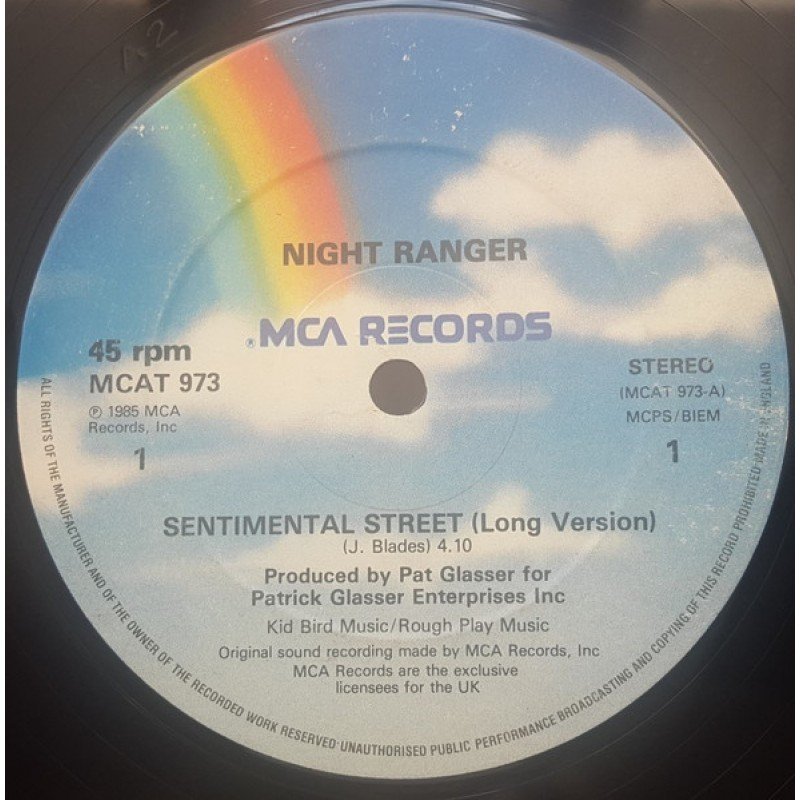 A2
NIGHT RANGER
® MCA RECORDS
45 rpm
MCAT 973
℗ 1985 MCA
Records, Inc
1
STEREO
(MCAT 973-A)
MCPS/BIEM
1
SENTIMENTAL STREET (Long Version)
(J. Blades) 4.10
Produced by Pat Glasser for
Patrick Glasser Enterprises Inc
Kid Bird Music/Rough Play Music
Original sound recording made by MCA Records, Inc
MCA Records are the exclusive
licensees for the UK
ALL RIGHTS OF THE MANUFACTURER AND OF THE OWNER OF THE RECORDED WORK RESERVED·UNAUTHORISED PUBLIC PERFORMANCE BROADCASTING AND COPYING OF THIS RECORD PROHIBITED·MADE IN ENGLAND